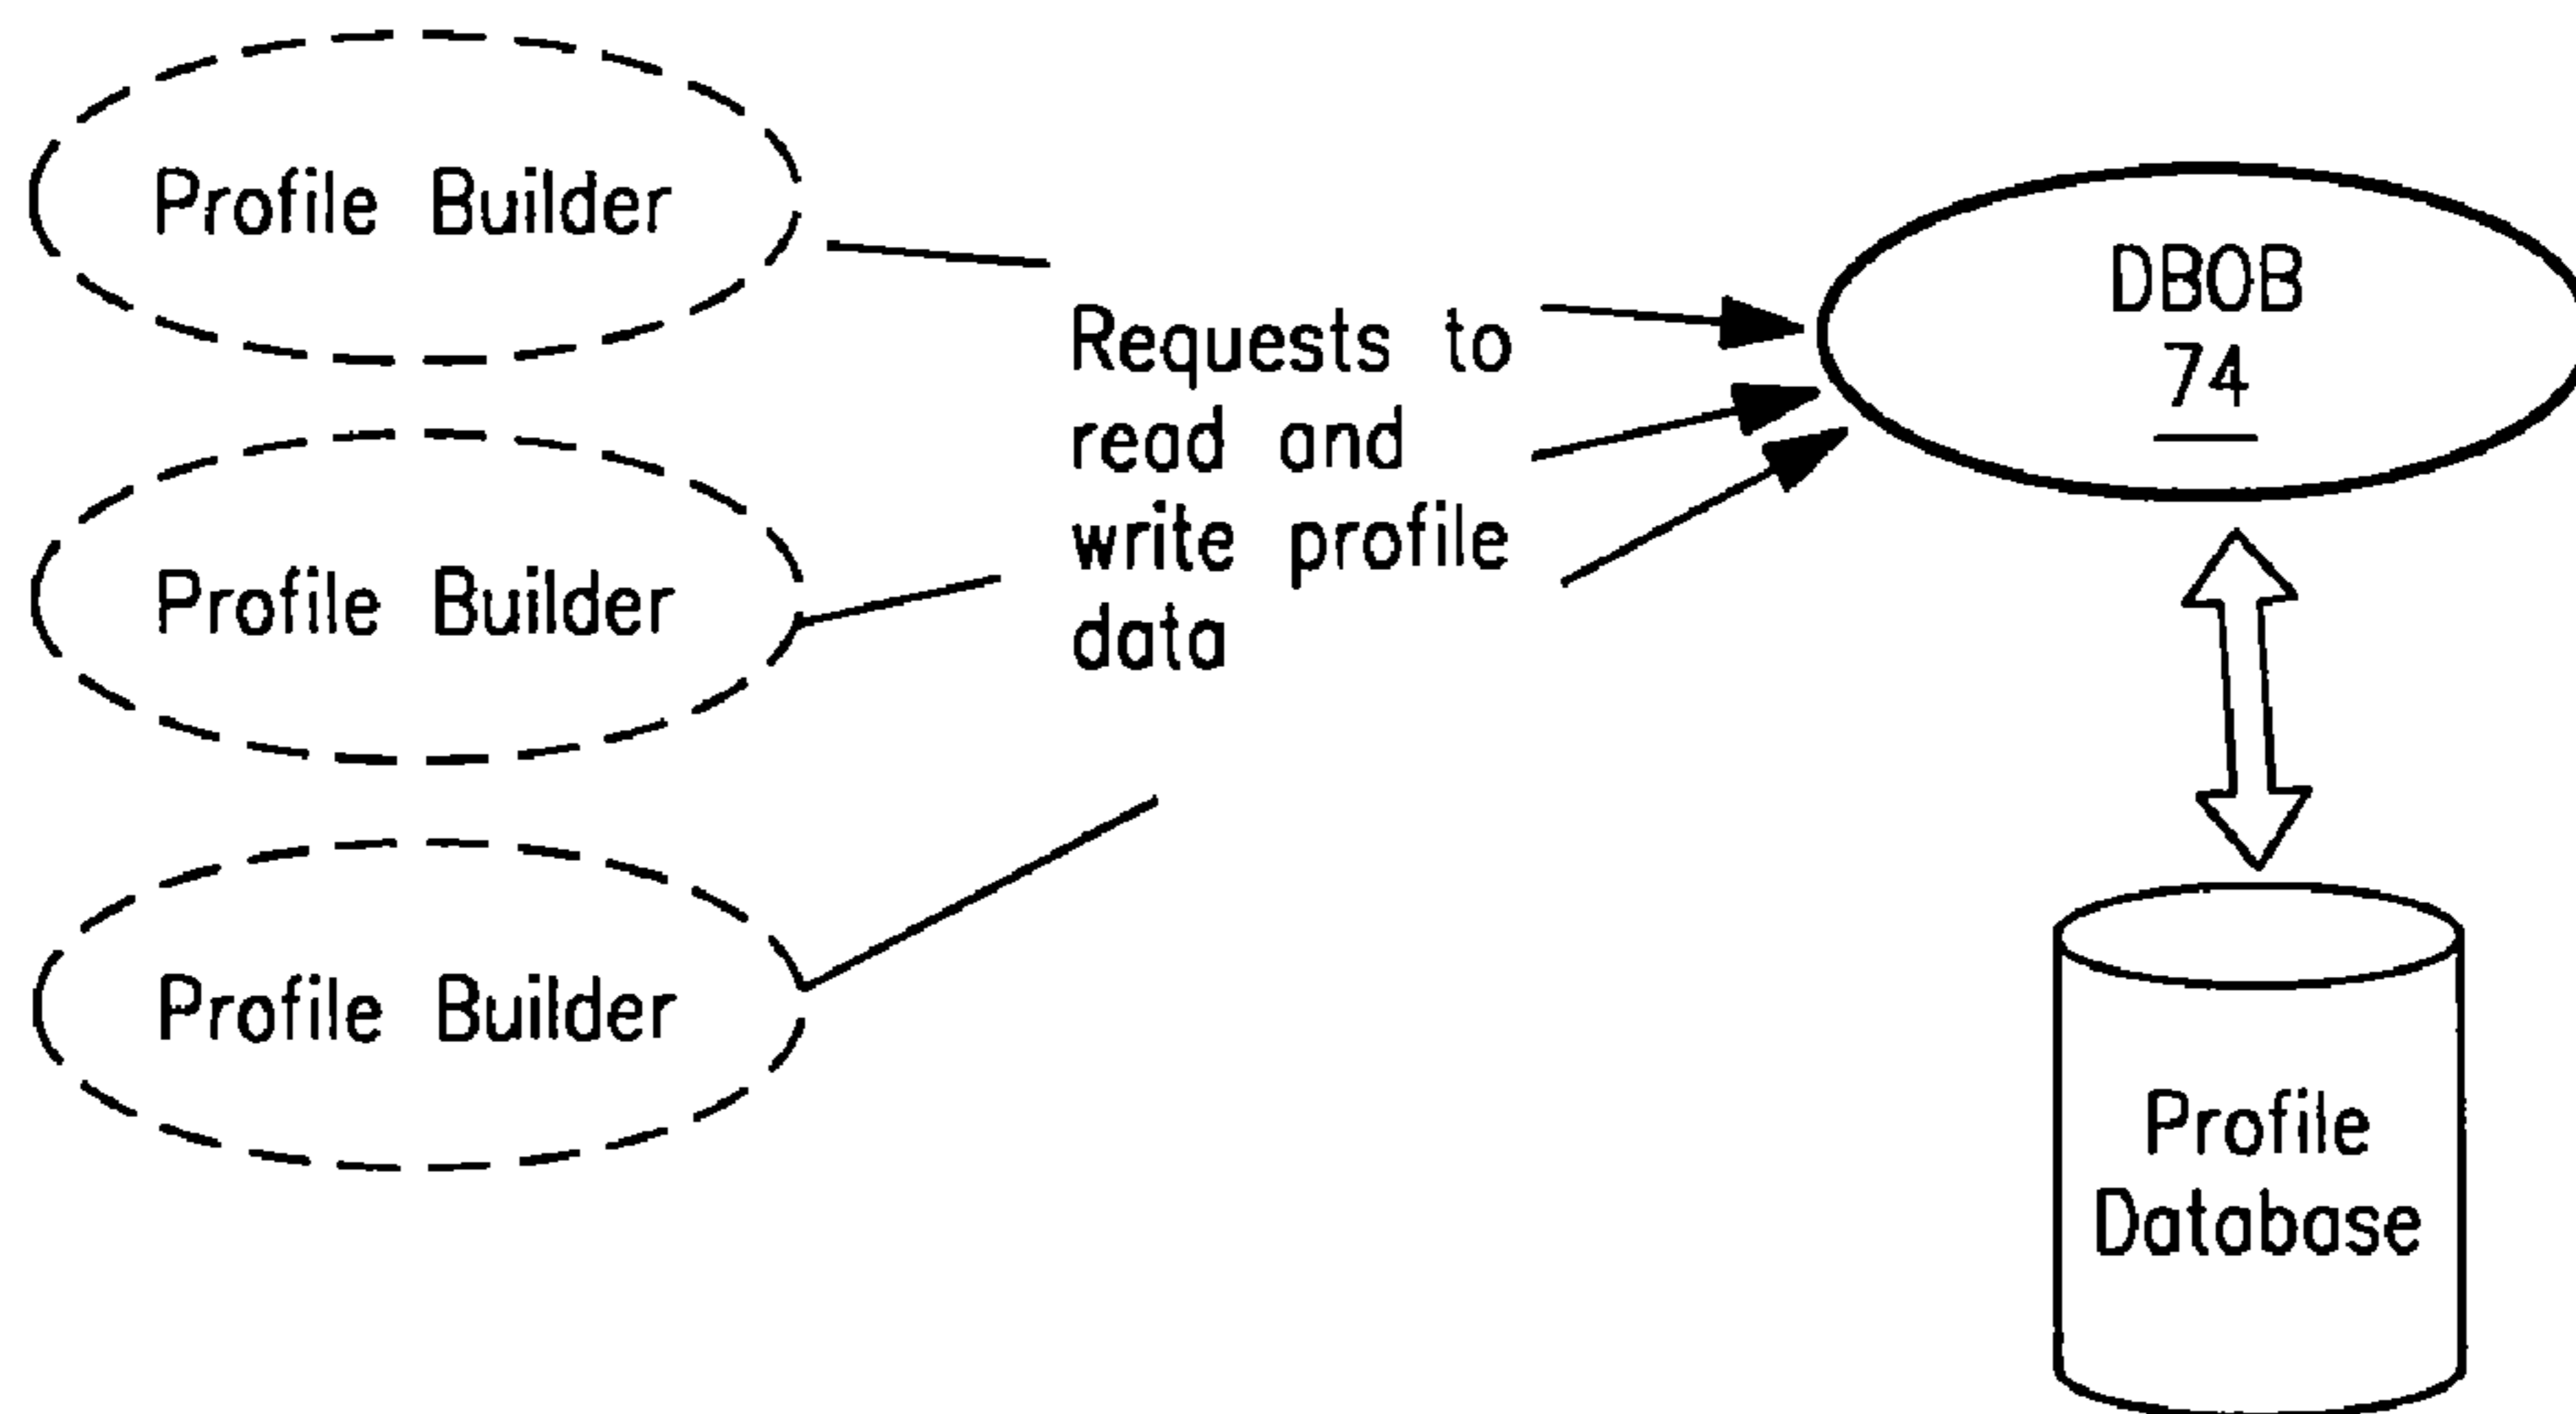 Profile Builder
Requests to
read and
write profile
data
DBOB
74
Profile Builder
Profile Builder
Profile
Database